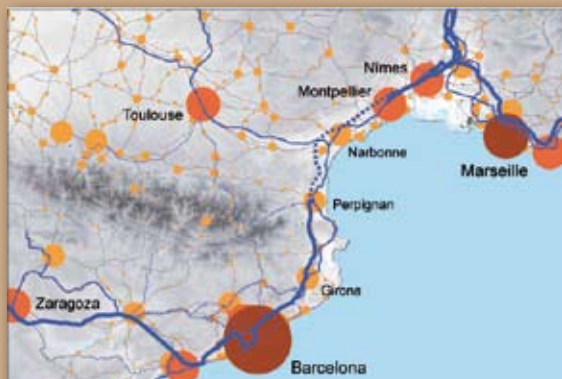 Nîmes
Montpellier
Toulouse
Narbonne
Marseille
Perpignan
Girona
Zaragoza
Barcelona